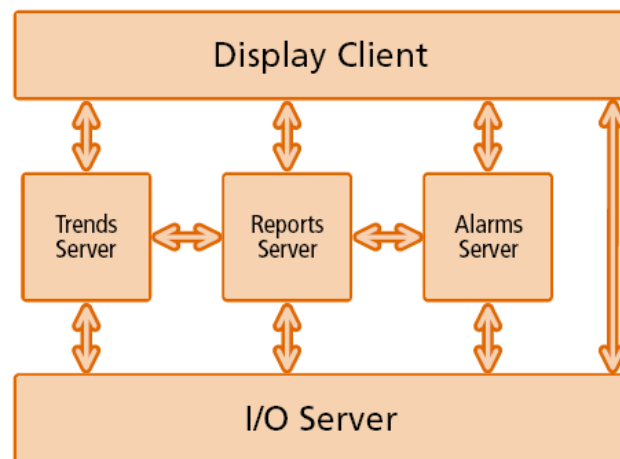 Display Client
Trends
Server
Reports
Server
Alarms
Server
I/O Server